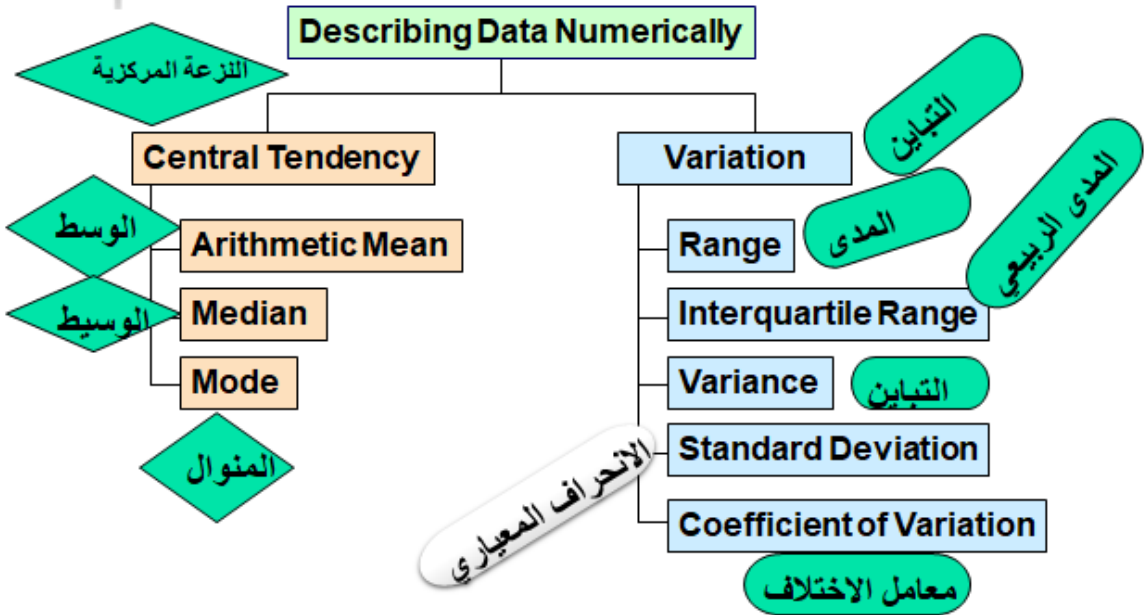 Describing Data Numerically
النزعة المركزية
Central Tendency
الوسط
Arithmetic Mean
الوسيط
Median
Mode
المنوال
Variation
التباين
Range
المدى
Interquartile Range
المدى الربيعي
Variance
التباين
Standard Deviation
الانحراف المعياري
Coefficient of Variation
معامل الاختلاف